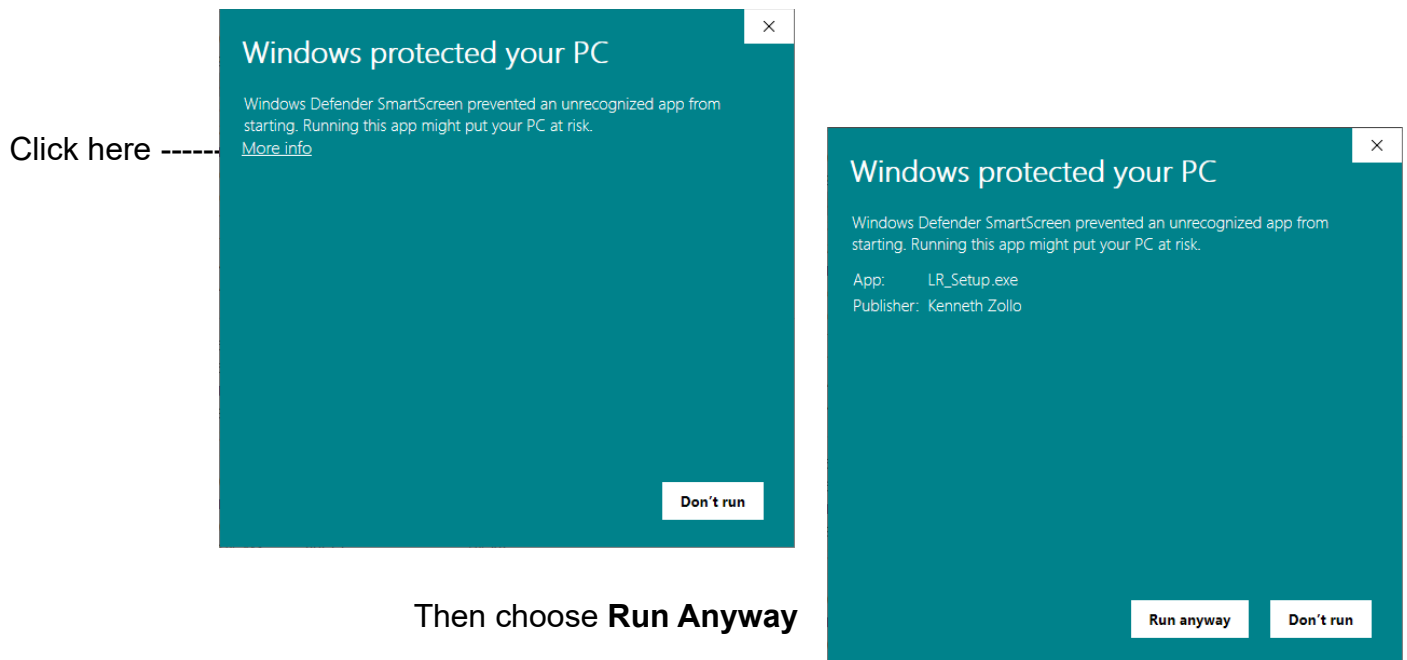 Windows protected your PC
Windows Defender SmartScreen prevented an unrecognized app from
starting. Running this app might put your PC at risk.
Click here ------
More info
Don't run
Windows protected your PC
Windows Defender SmartScreen prevented an unrecognized app from
starting. Running this app might put your PC at risk.
App: LR_Setup.exe
Publisher: Kenneth Zollo
Then choose Run Anyway
Run anyway Don't run